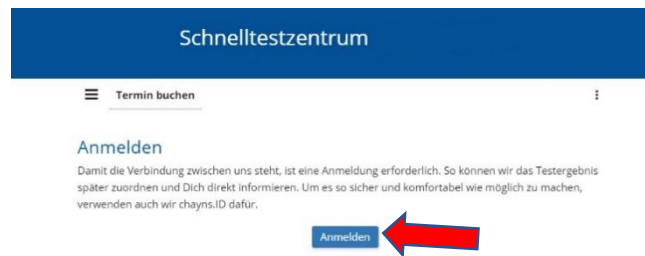 Schnelltestzentrum
Termin buchen
Anmelden
Damit die Verbindung zwischen uns steht, ist eine Anmeldung erforderlich. So können wir das Testergebnis
später zuordnen und Dich direkt informieren. Um es so sicher und komfortabel wie möglich zu machen,
verwenden auch wir chayns.ID dafür.
Anmelden